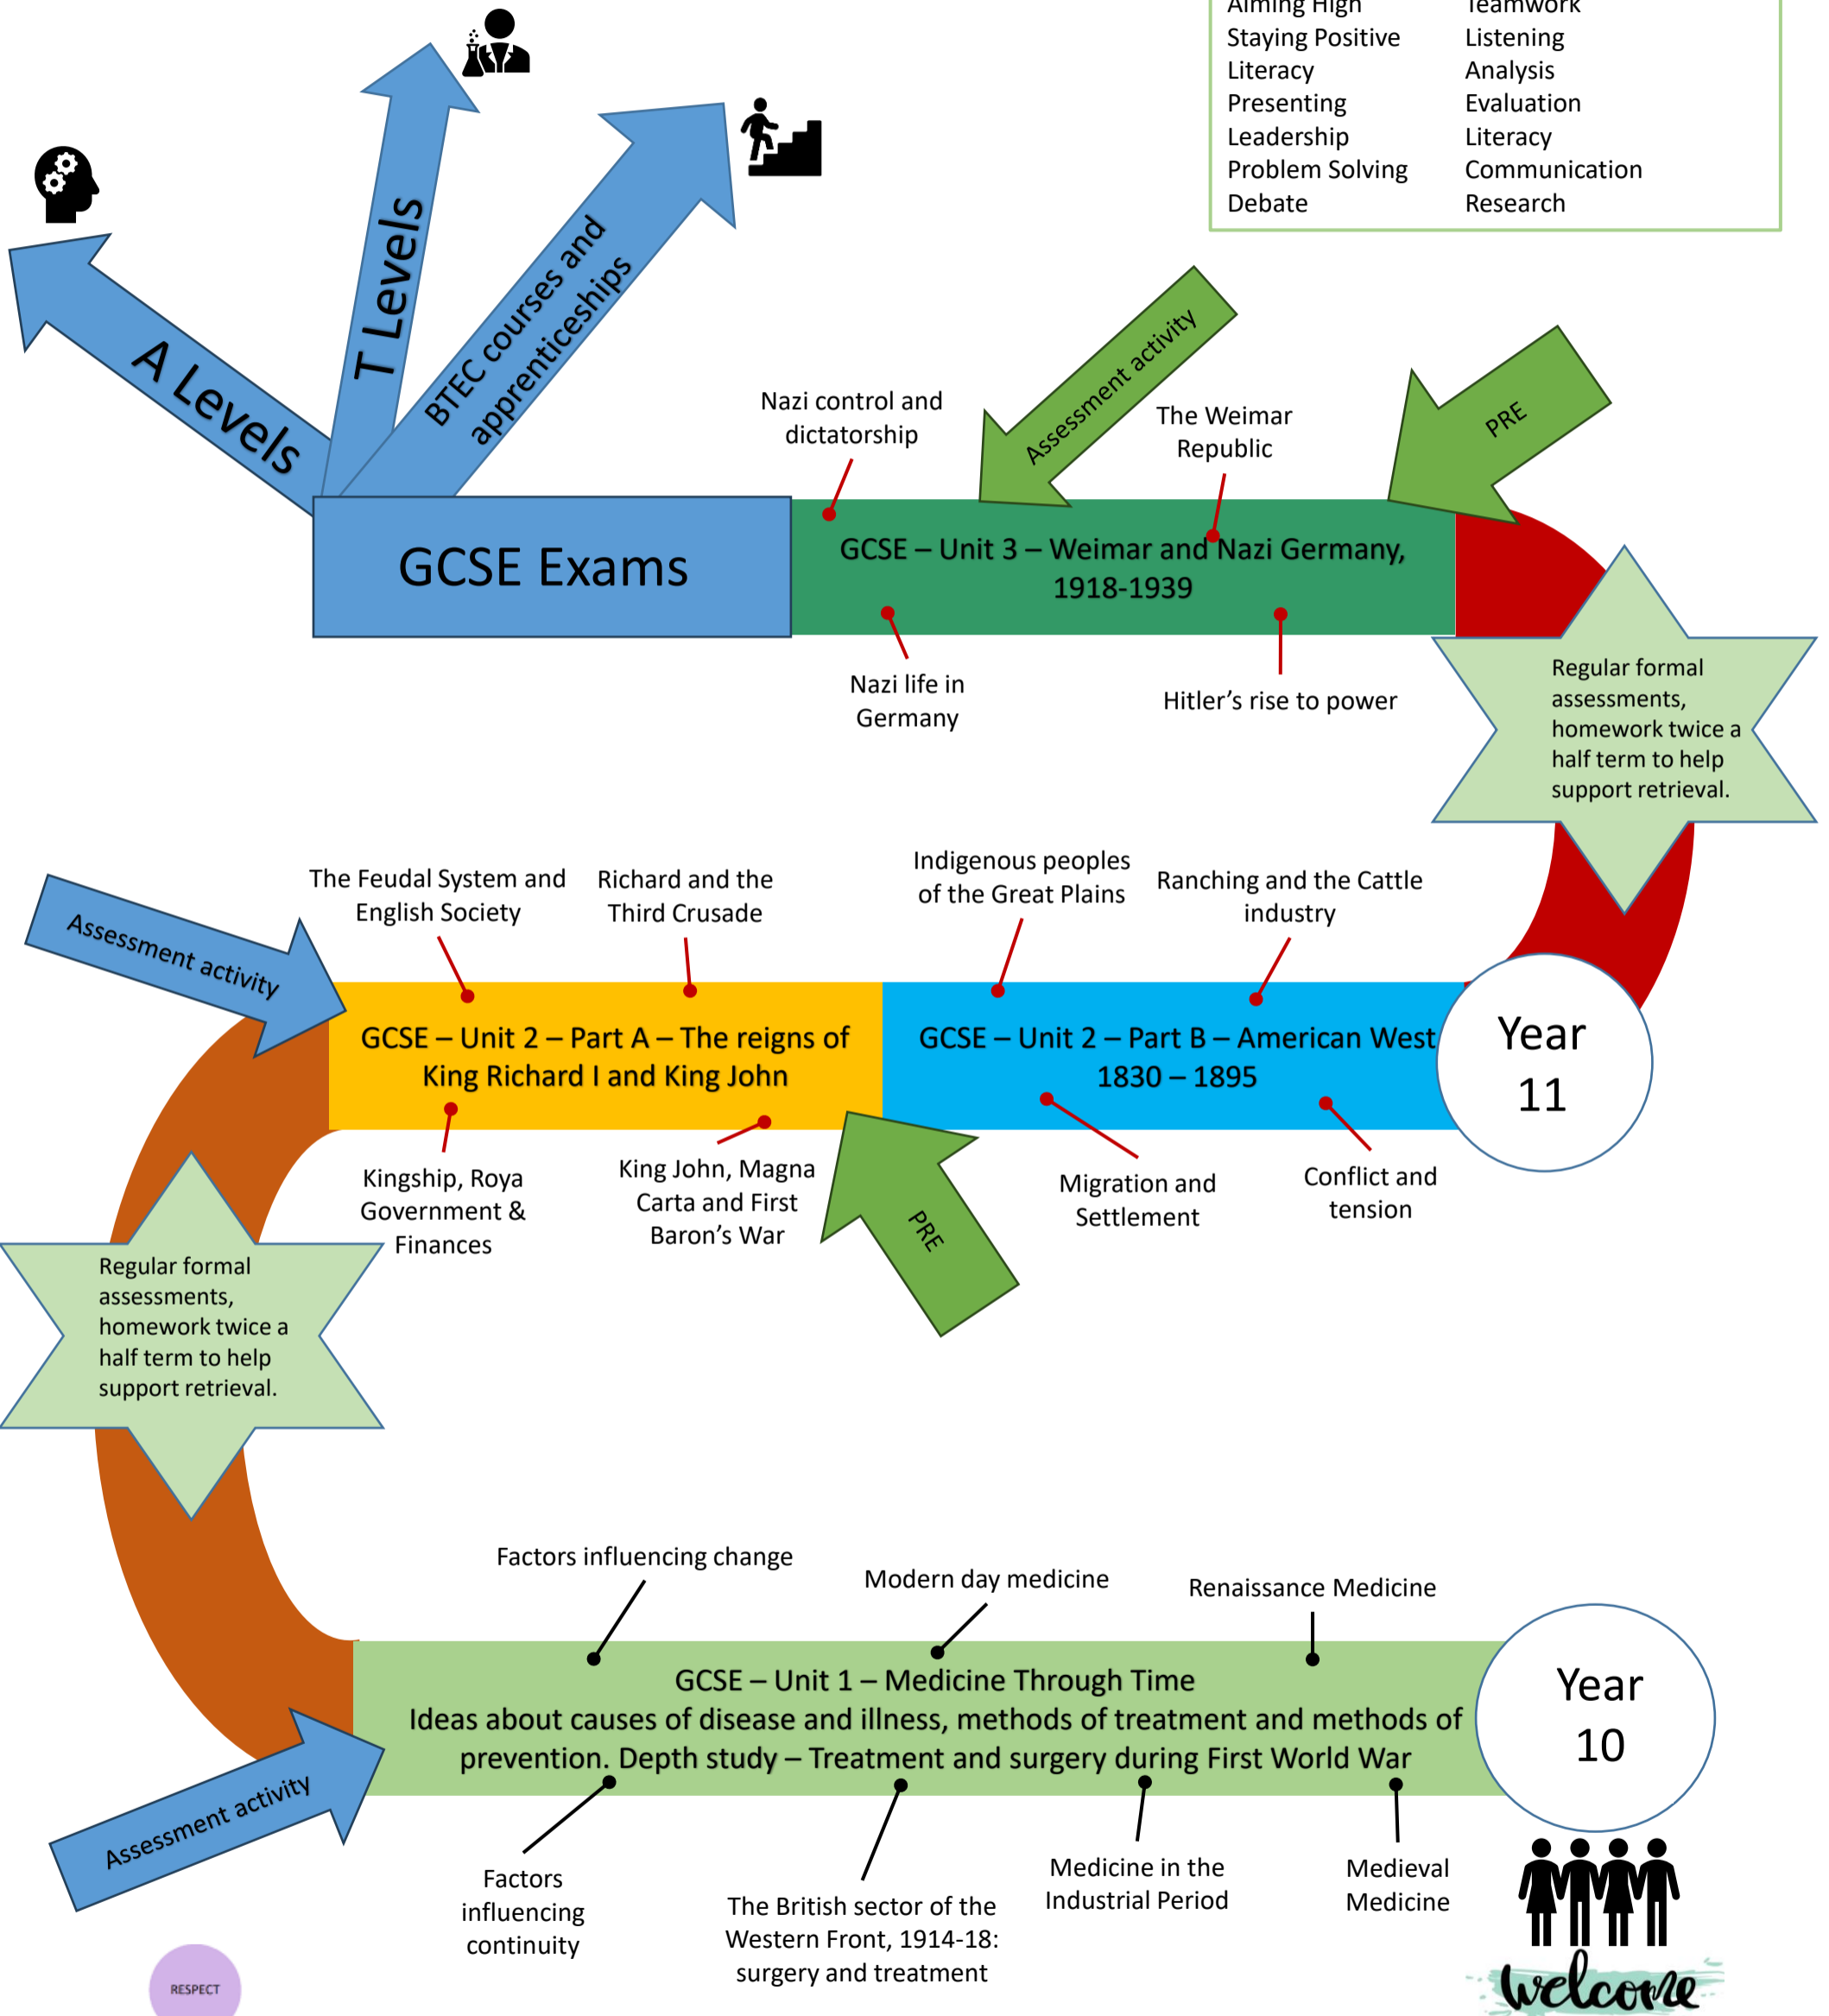 Aiming High
Teamwork
Staying Positive
Listening
Literacy
Analysis
Presenting
Evaluation
Leadership
Literacy
Problem Solving
Communication
Debate
Research
A Levels
T Levels
BTEC courses and
apprenticeships
Nazi control and
dictatorship
Assessment activity
The Weimar
Republic
PRE
GCSE Exams
GCSE – Unit 3 – Weimar and Nazi Germany,
1918-1939
Nazi life in
Germany
Hitler's rise to power
Regular formal
assessments,
homework twice a
half term to help
support retrieval.
Assessment activity
The Feudal System and
English Society
Richard and the
Third Crusade
Indigenous peoples
of the Great Plains
Ranching and the Cattle
industry
GCSE – Unit 2 – Part A – The reigns of
King Richard I and King John
GCSE – Unit 2 – Part B – American West
1830 – 1895
Year
11
Kingship, Roya
Government &
Finances
King John, Magna
Carta and First
Baron's War
PRE
Migration and
Settlement
Conflict and
tension
Regular formal
assessments,
homework twice a
half term to help
support retrieval.
Factors influencing change
Modern day medicine
Renaissance Medicine
GCSE – Unit 1 – Medicine Through Time
Ideas about causes of disease and illness, methods of treatment and methods of
prevention. Depth study – Treatment and surgery during First World War
Year
10
Assessment activity
Factors
influencing
continuity
The British sector of the
Western Front, 1914-18:
surgery and treatment
Medicine in the
Industrial Period
Medieval
Medicine
RESPECT
welcome